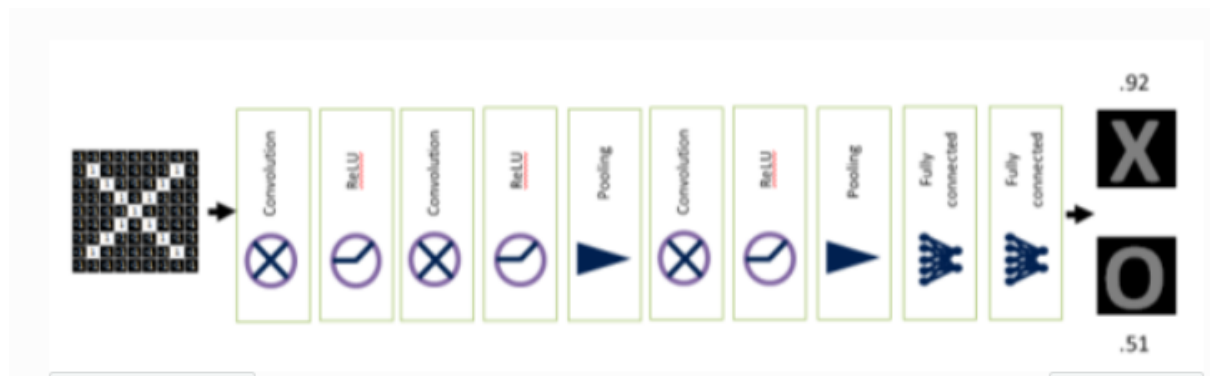 .92
Convolution
ReLU
Convolution
ReLU
Pooling
Convolution
ReLU
Pooling
Fully
connected
Fully
connected
X
O
.51